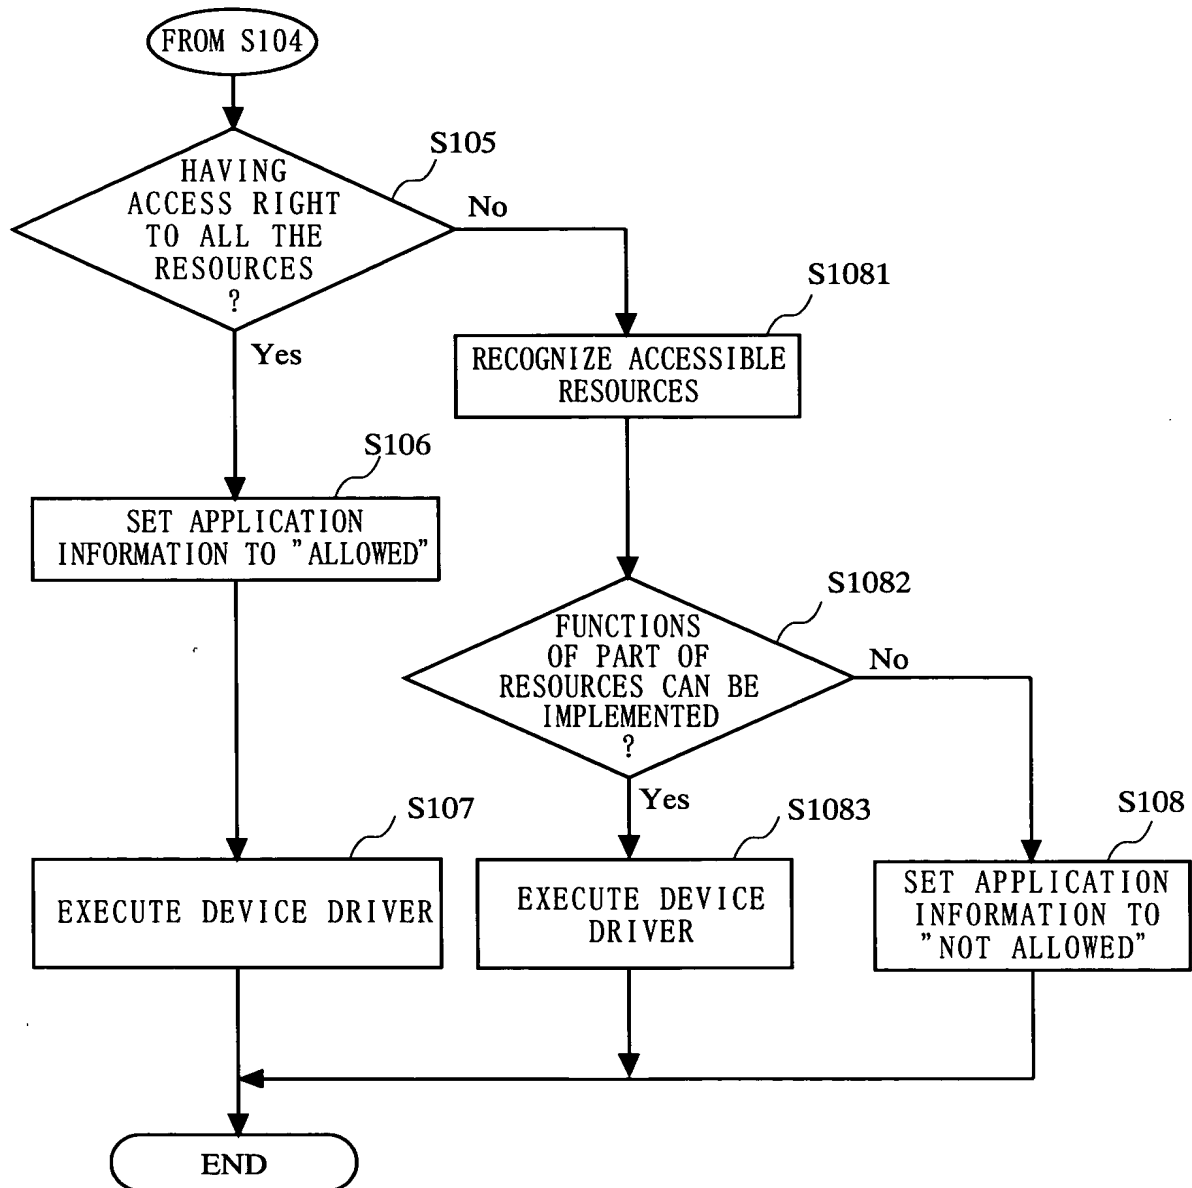 FROM S104
S105
HAVING
ACCESS RIGHT
TO ALL THE
RESOURCES
?
No
Yes
S1081
RECOGNIZE ACCESSIBLE
RESOURCES
S106
SET APPLICATION
INFORMATION TO "ALLOWED"
S1082
FUNCTIONS
OF PART OF
RESOURCES CAN BE
IMPLEMENTED
?
No
Yes
S107
EXECUTE DEVICE DRIVER
S1083
EXECUTE DEVICE
DRIVER
S108
SET APPLICATION
INFORMATION TO
"NOT ALLOWED"
END